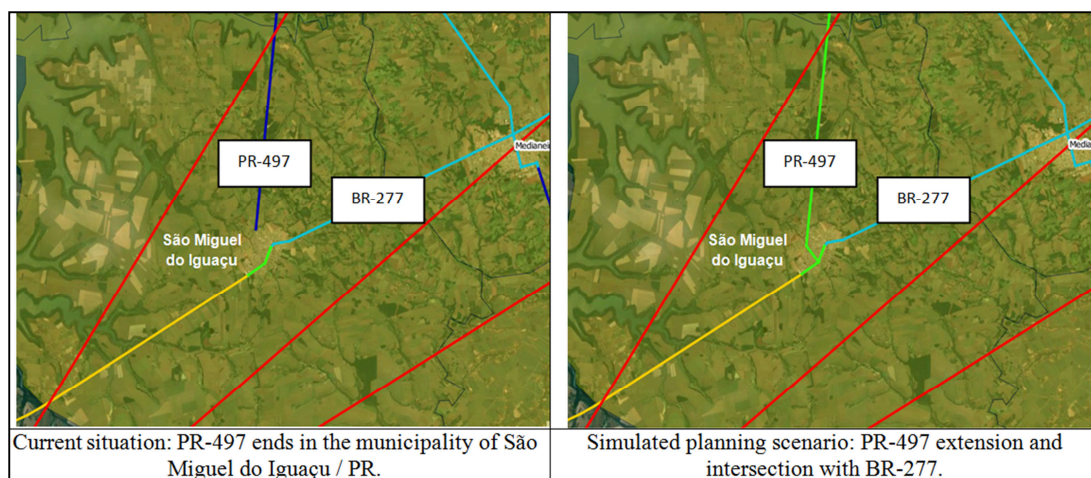 PR-497
BR-277
Medianei
São Miguel
do Iguaçu
PR-497
BR-277
Media
São Miguel
do Iguaçu
Current situation: PR-497 ends in the municipality of São
Miguel do Iguaçu / PR.
Simulated planning scenario: PR-497 extension and
intersection with BR-277.